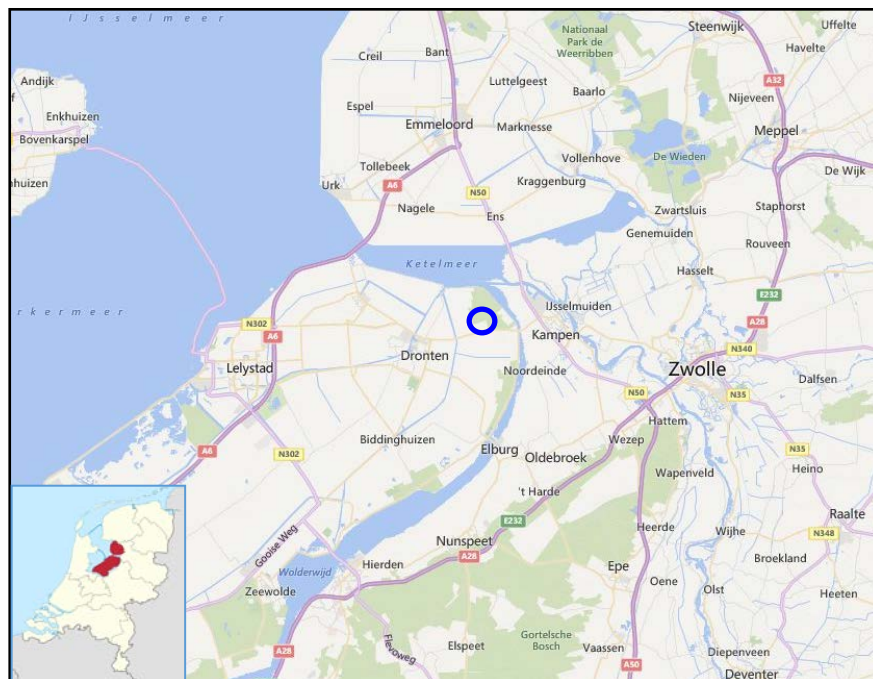 IJsselmeer
Steenwijk
Uffelte
Nationaal
Park de
Weerribben
Bant
Creil
Luttelgeest
Havelte
A32
Andijk
Baarlo
Nijeveen
Espel
Enkhuizen
Emmeloord
Marknesse
Meppel
Bovenkarspel
Vollenhove
De Wieden
Tollebeek
De Wijk
nhuizen
Urk
A6
N50
Kraggenburg
Nagele
Ens
Zwartsluis
Staphorst
Genemuiden
Rouveen
Ketelmeer
Hasselt
rkermeer
E232
IJsselmuiden
A28
N302
A6
Kampen
N340
Dronten
Lelystad
Noordeinde
Zwolle
Dalfsen
N50
N35
Hattem
Biddinghuizen
Elburg
Wezep
A6
N302
Oldebroek
N35
Wapenveld
Heino
't Harde
E232
Raalte
Gooise Weg
Nunspeet
Heerde
Wijhe
N348
A28
Wolderwijd
Hierden
Epe
Broekland
Zeewolde
Oene
Olst
Heeten
Flevoweg
Elspeet
Gortelsche
Bosch
Vaassen
A28
A50
Diepenveen
Deventer